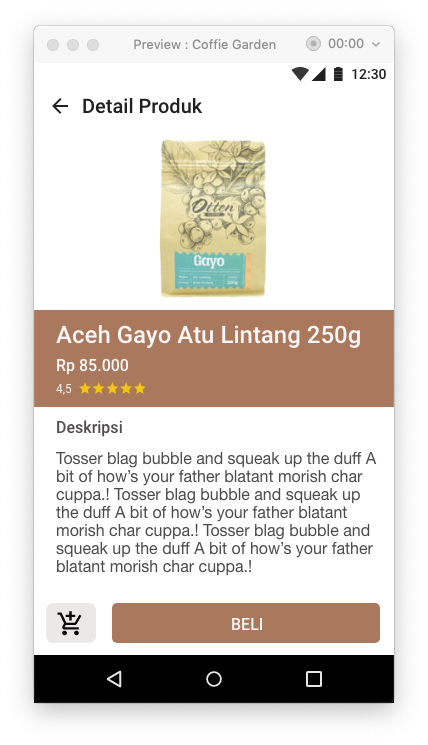 Preview : Coffie Garden
00:00
12:30
Detail Produk
Otten
Gayo
Aceh Gayo Atu Lintang 250g
Rp 85.000
4,5
Deskripsi
Tosser blag bubble and squeak up the duff A
bit of how’s your father blatant morish char
cuppa.! Tosser blag bubble and squeak up
the duff A bit of how’s your father blatant
morish char cuppa.! Tosser blag bubble and
squeak up the duff A bit of how’s your father
blatant morish char cuppa.!
BELI